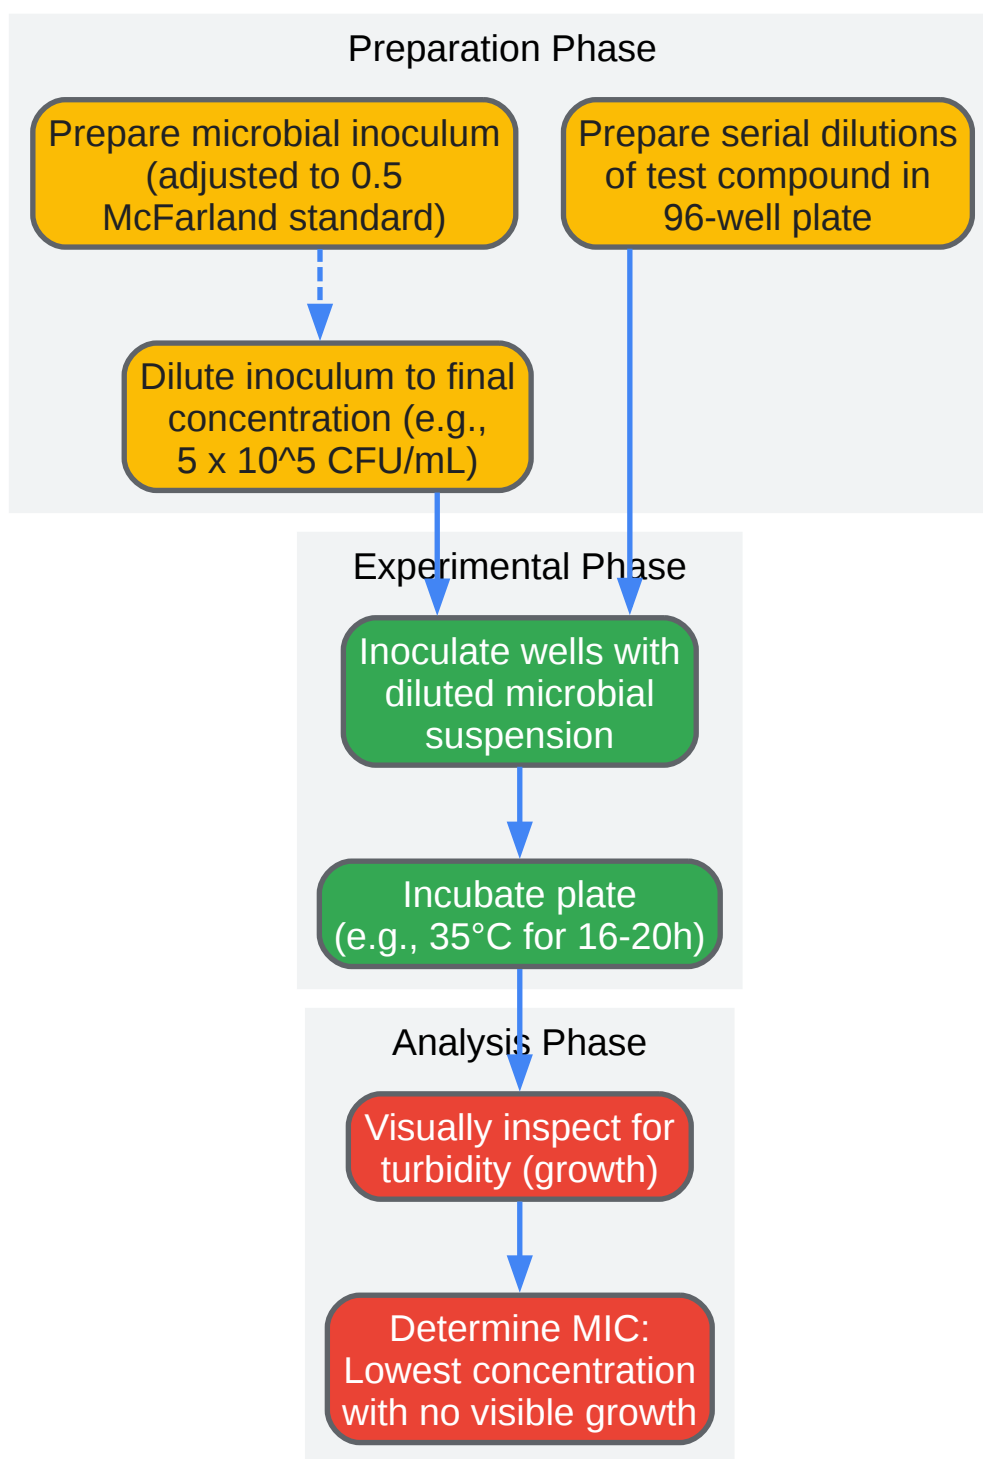 Preparation Phase
Prepare microbial inoculum
(adjusted to 0.5
McFarland standard)
Prepare serial dilutions
of test compound in
96-well plate
Dilute inoculum to final
concentration (e.g.,
5 x 10^5 CFU/mL)
Experimental Phase
Inoculate wells with
diluted microbial
suspension
Incubate plate
(e.g., 35°C for 16-20h)
Analysis Phase
Visually inspect for
turbidity (growth)
Determine MIC:
Lowest concentration
with no visible growth